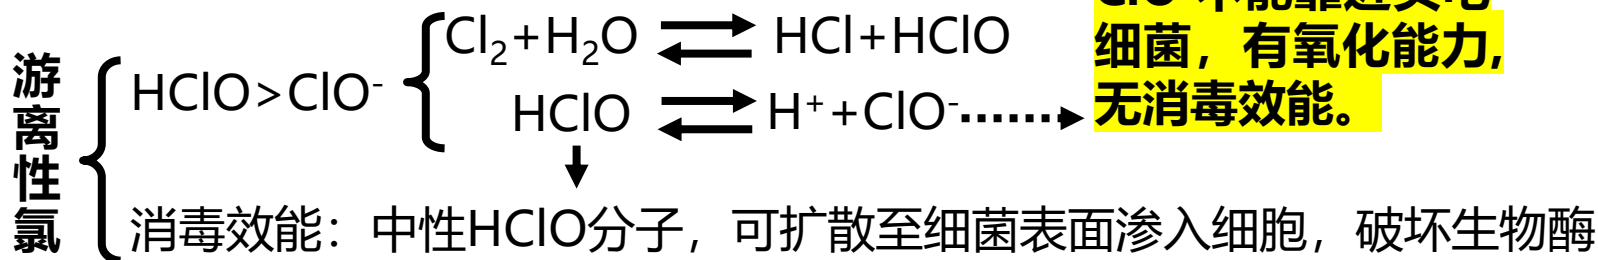 游离性氯
HClO>ClO⁻
Cl₂+H₂O ⇌ HCl+HClO
HClO ⇌ H⁺+ClO⁻
细菌，有氧化能力,
无消毒效能。
消毒效能：中性HClO分子，可扩散至细菌表面渗入细胞，破坏生物酶